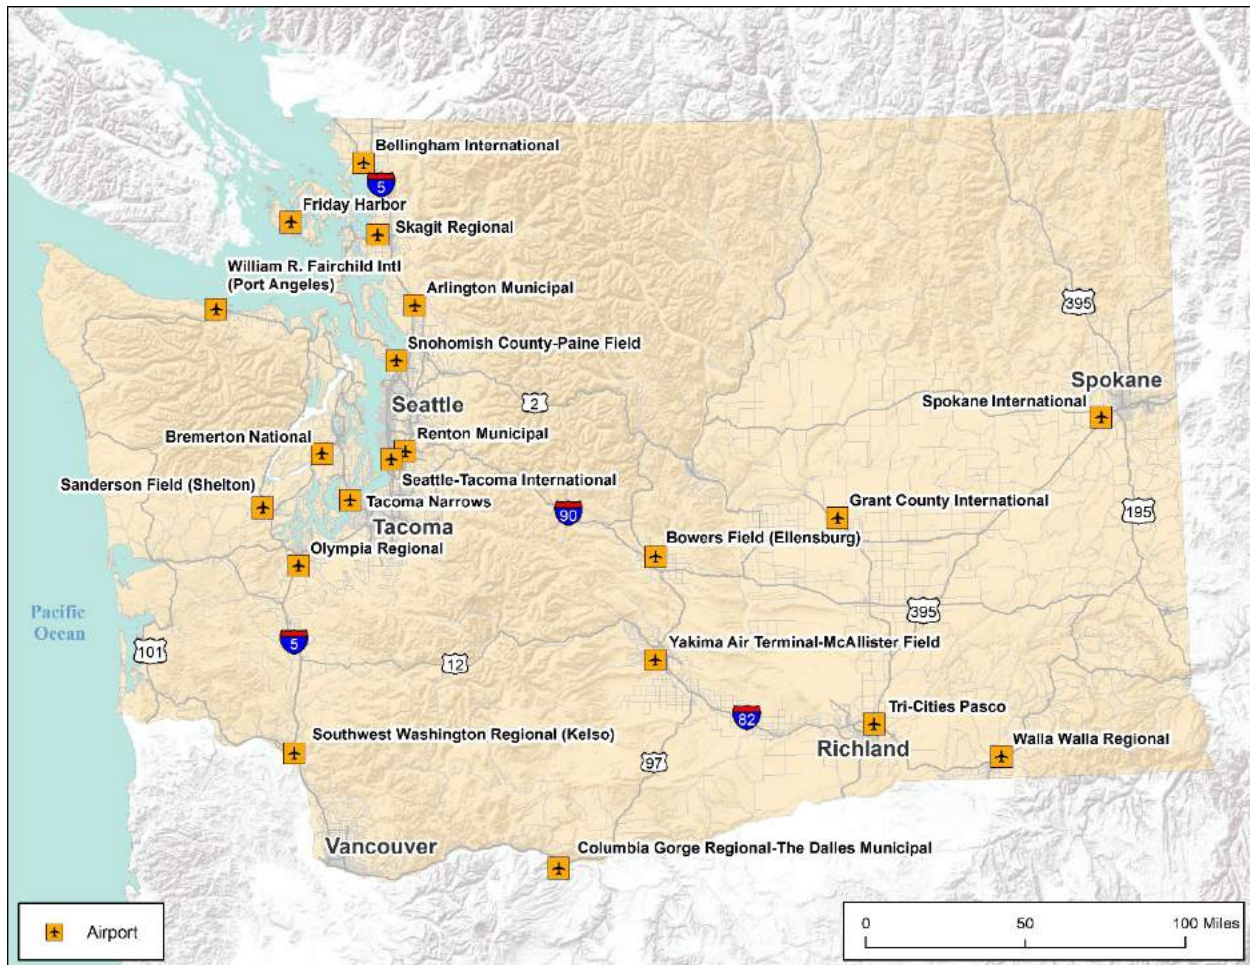 Bellingham International
5
Friday Harbor
Skagit Regional
William R. Fairchild Intl
(Port Angeles)
Arlington Municipal
395
Snohomish County-Paine Field
Spokane
Seattle
2
Spokane International
Bremerton National
Renton Municipal
Sanderson Field (Shelton)
Seattle-Tacoma International
Tacoma Narrows
Grant County International
90
195
Tacoma
Bowers Field (Ellensburg)
Olympia Regional
Pacific
Ocean
395
5
101
12
Yakima Air Terminal-McAllister Field
82
Tri-Cities Pasco
Southwest Washington Regional (Kelso)
Richland
Walla Walla Regional
97
Vancouver
Columbia Gorge Regional-The Dalles Municipal
Airport
0 50 100 Miles